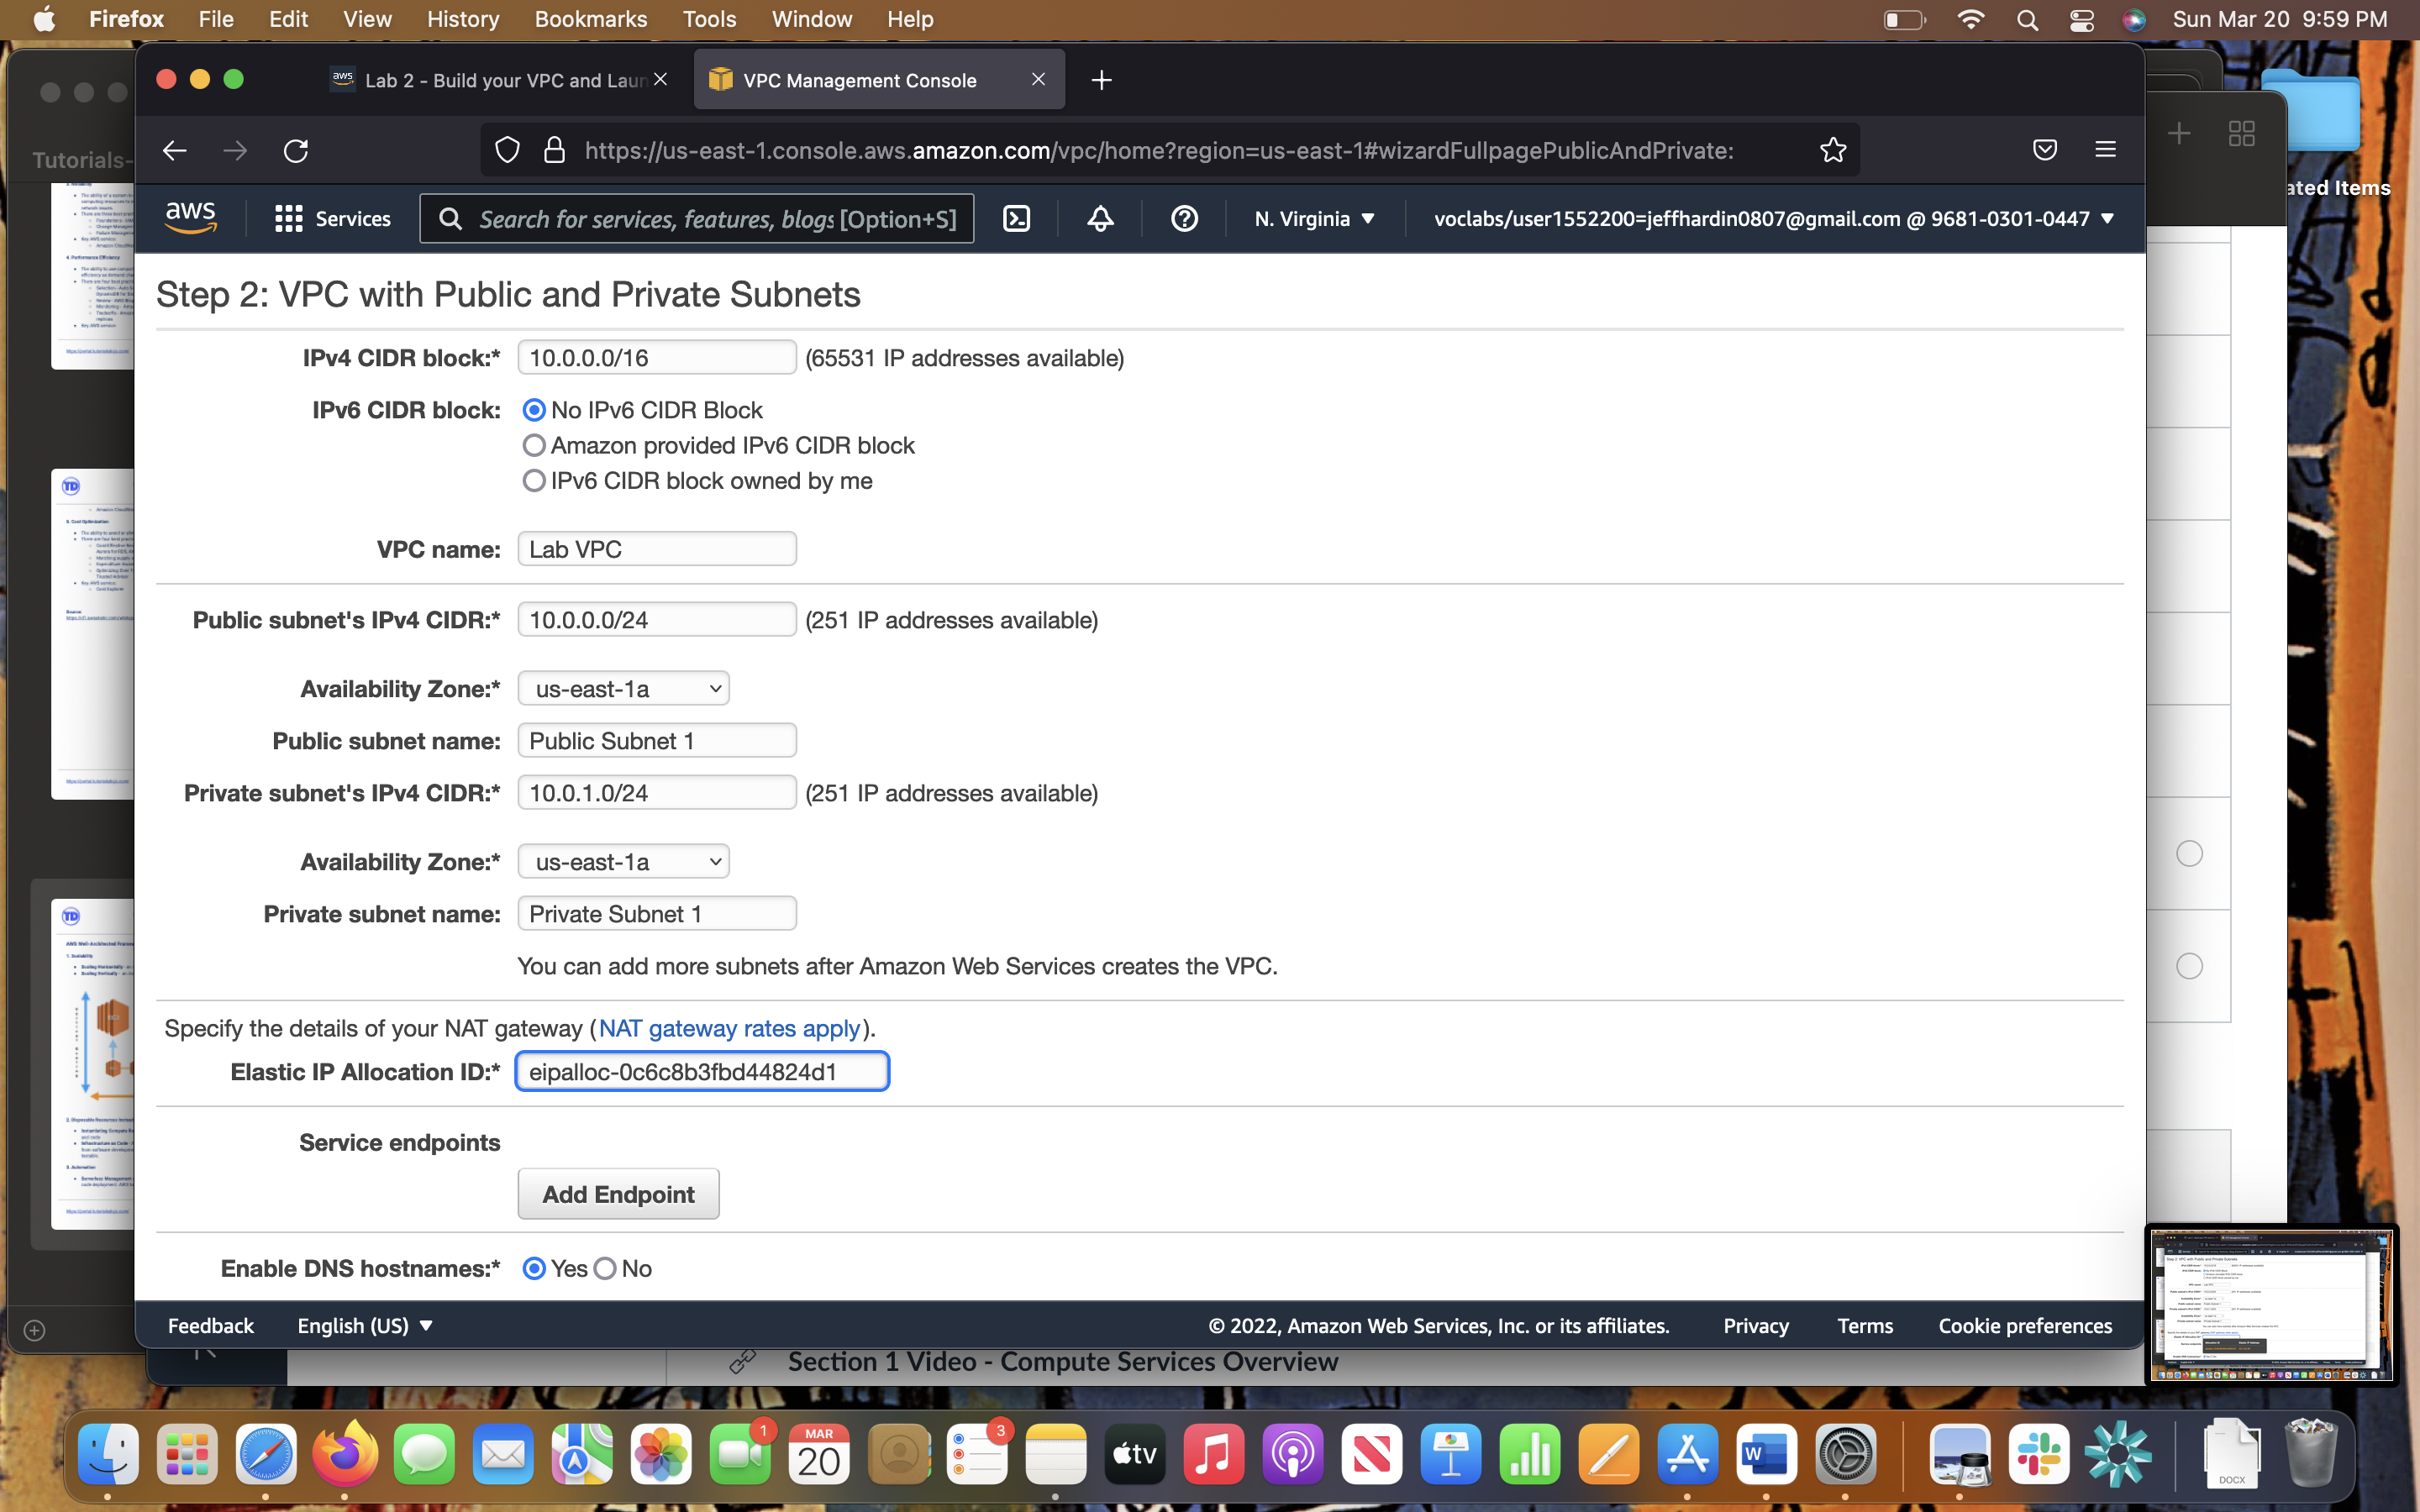 Firefox File Edit View History Bookmarks Tools Window Help Sun Mar 20 9:59 PM
aws Lab 2 - Build your VPC and Laun VPC Management Console
Tutorials-
https://us-east-1.console.aws.amazon.com/vpc/home?region=us-east-1#wizardFullpagePublicAndPrivate:
ated Items
aws Services Search for services, features, blogs [Option+S] N. Virginia voclabs/user1552200=jeffhardin0807@gmail.com @ 9681-0301-0447
Step 2: VPC with Public and Private Subnets
IPv4 CIDR block:* 10.0.0.0/16 (65531 IP addresses available)
IPv6 CIDR block: No IPv6 CIDR Block
Amazon provided IPv6 CIDR block
IPv6 CIDR block owned by me
VPC name: Lab VPC
Public subnet's IPv4 CIDR:* 10.0.0.0/24 (251 IP addresses available)
Availability Zone:* us-east-1a
Public subnet name: Public Subnet 1
Private subnet's IPv4 CIDR:* 10.0.1.0/24 (251 IP addresses available)
Availability Zone:* us-east-1a
Private subnet name: Private Subnet 1
You can add more subnets after Amazon Web Services creates the VPC.
Specify the details of your NAT gateway (NAT gateway rates apply).
Elastic IP Allocation ID:* eipalloc-0c6c8b3fbd44824d1
Service endpoints
Add Endpoint
Enable DNS hostnames:* Yes No
Feedback English (US) © 2022, Amazon Web Services, Inc. or its affiliates. Privacy Terms Cookie preferences
Section 1 Video - Compute Services Overview
1
MAR
20
3
tv
W
DOCX
TD
TD